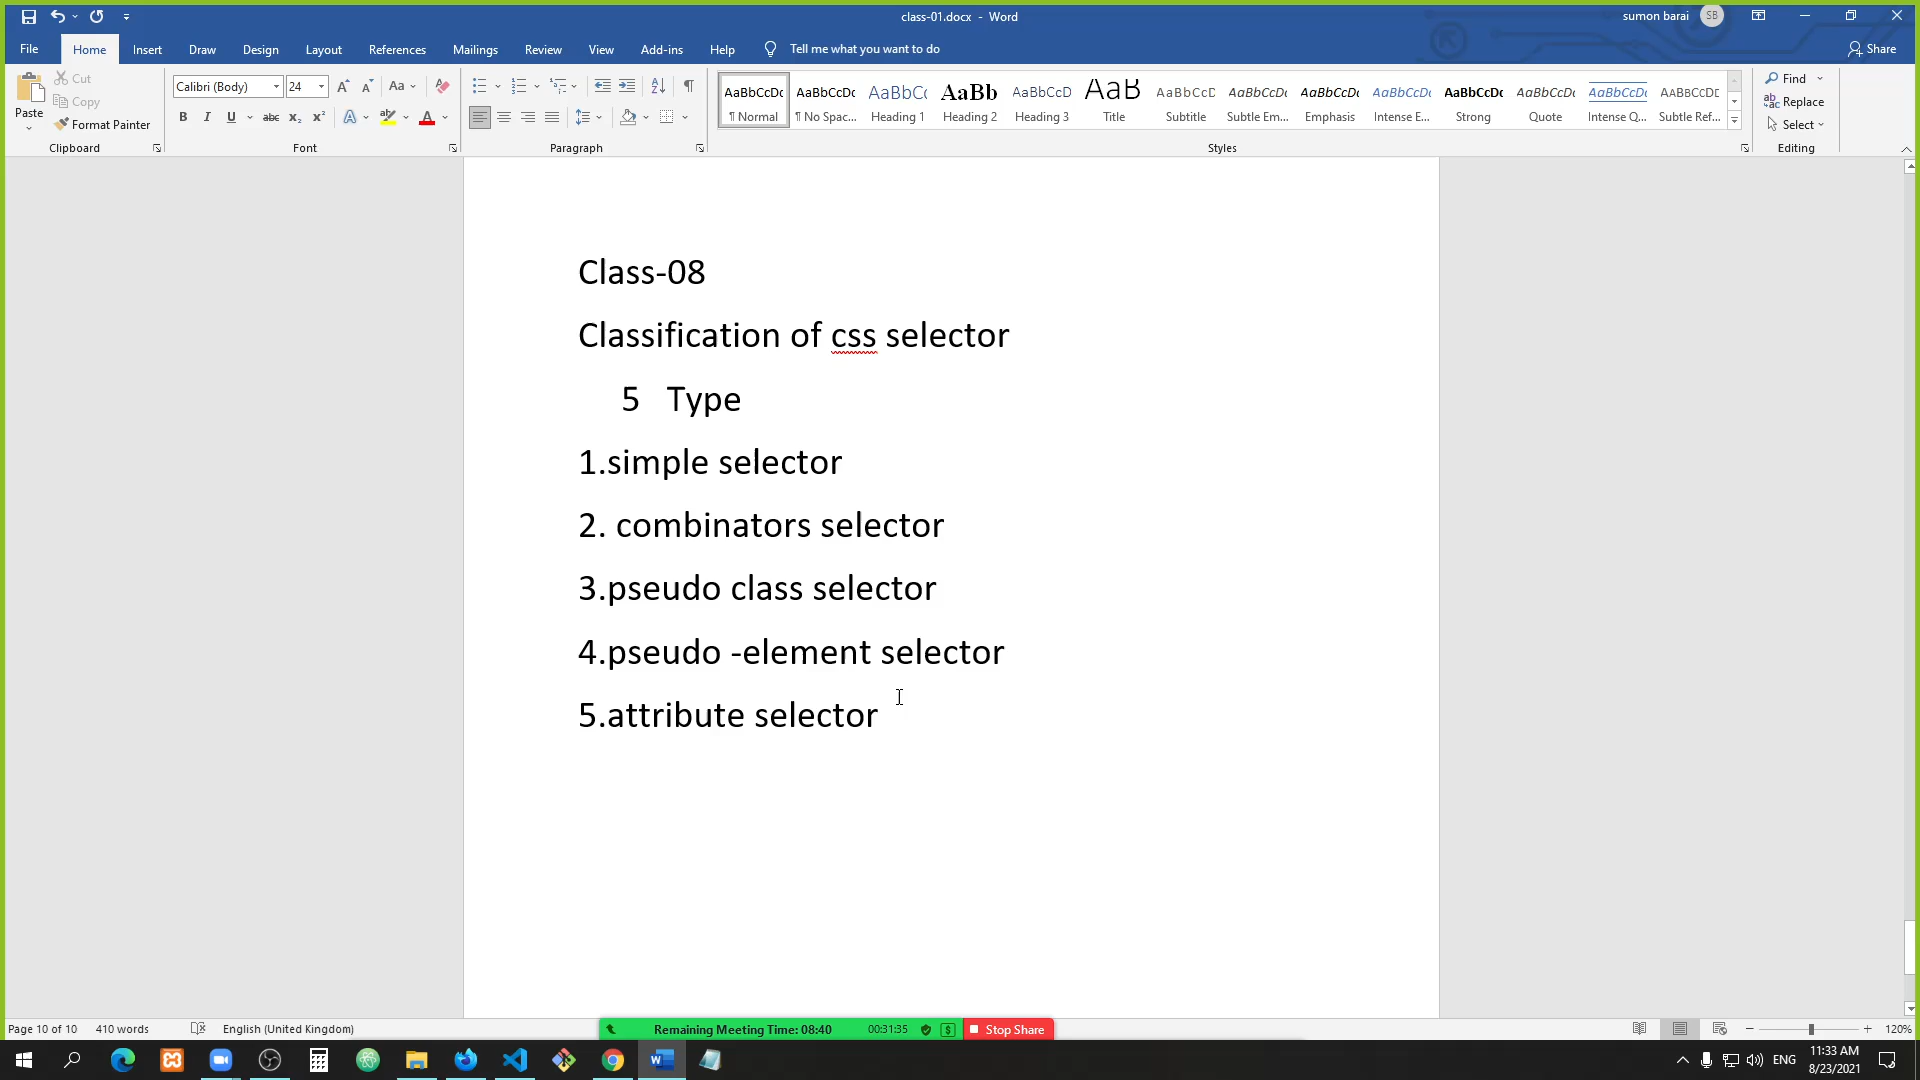 class-01.docx - Word
sumon barai
SB
File
Home
Insert
Draw
Design
Layout
References
Mailings
Review
View
Add-ins
Help
Tell me what you want to do
Share
Paste
Cut
Copy
Format Painter
Clipboard
Calibri (Body)
24
Font
Paragraph
AaBbCcDc
¶ Normal
AaBbCcDc
¶ No Spac...
AaBbCc
Heading 1
AaBb
Heading 2
AaBbCcD
Heading 3
AaB
Title
AaBbCcD
Subtitle
AaBbCcDc
Subtle Em...
AaBbCcDc
Emphasis
AaBbCcDc
Intense E...
AaBbCcDc
Strong
AaBbCcDc
Quote
AaBbCcDc
Intense Q...
AABBCCDE
Subtle Ref...
Styles
Find
Replace
Select
Editing
Class-08
Classification of css selector
5 Type
1.simple selector
2. combinators selector
3.pseudo class selector
4.pseudo -element selector
5.attribute selector
Page 10 of 10
410 words
English (United Kingdom)
Remaining Meeting Time: 08:40
00:31:35
Stop Share
120%
ENG
11:33 AM
8/23/2021